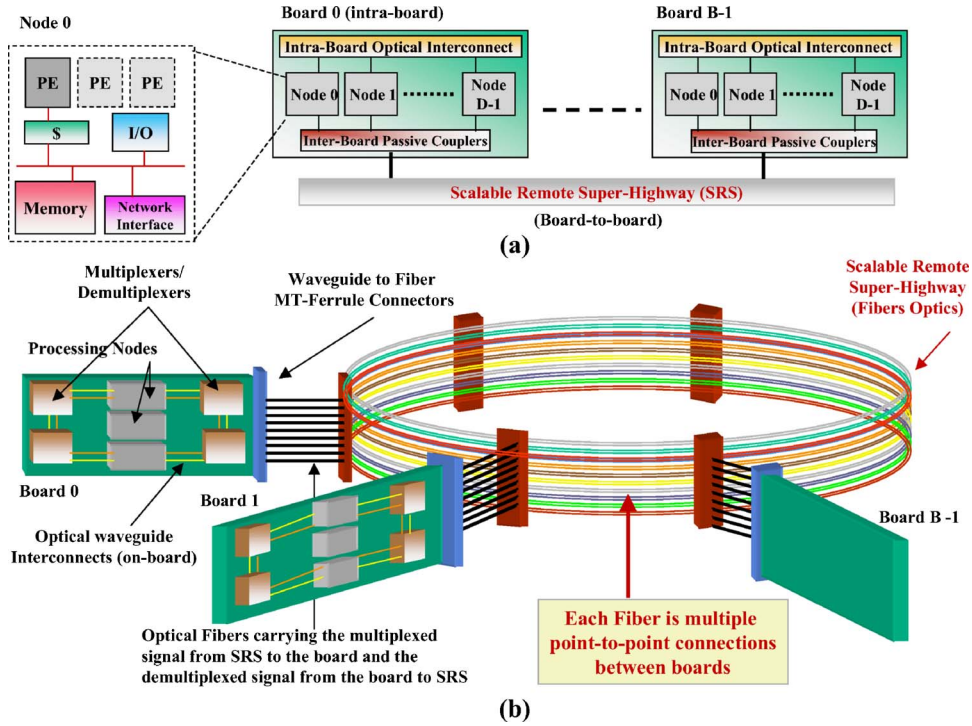 Node 0
PE
PE
PE
$
I/O
Memory
Network
Interface
Board 0 (intra-board)
Intra-Board Optical Interconnect
Node 0
Node 1
Node
D-1
Inter-Board Passive Couplers
Board B-1
Intra-Board Optical Interconnect
Node 0
Node 1
Node
D-1
Inter-Board Passive Couplers
Scalable Remote Super-Highway (SRS)
(Board-to-board)
(a)
Multiplexers/
Demultiplexers
Waveguide to Fiber
MT-Ferrule Connectors
Scalable Remote
Super-Highway
(Fibers Optics)
Processing Nodes
Board 0
Board 1
Board B -1
Optical waveguide
Interconnects (on-board)
Optical Fibers carrying the multiplexed
signal from SRS to the board and the
demultiplexed signal from the board to SRS
Each Fiber is multiple
point-to-point connections
between boards
(b)